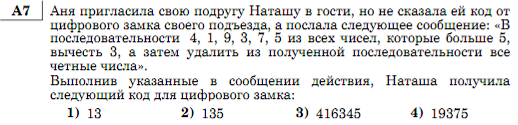 А7 Аня пригласила свою подругу Наташу в гости, но не сказала ей код от
цифрового замка своего подъезда, а послала следующее сообщение: «В
последовательности 4, 1, 9, 3, 7, 5 из всех чисел, которые больше 5,
вычесть 3, а затем удалить из полученной последовательности все
четные числа».
Выполнив указанные в сообщении действия, Наташа получила
следующий код для цифрового замка:
1) 13 2) 135 3) 416345 4) 19375